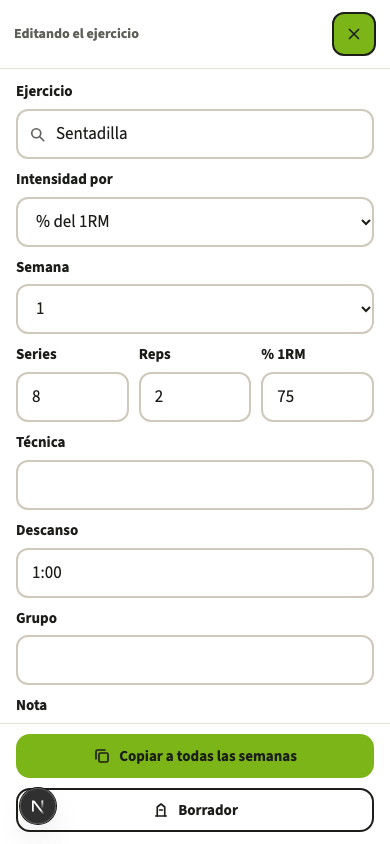 Editando el ejercicio
Ejercicio
Sentadilla
Intensidad por
% del 1RM
Semana
1
Series Reps % 1RM
8 2 75
Técnica
Descanso
1:00
Grupo
Nota
Copiar a todas las semanas
N Borrador